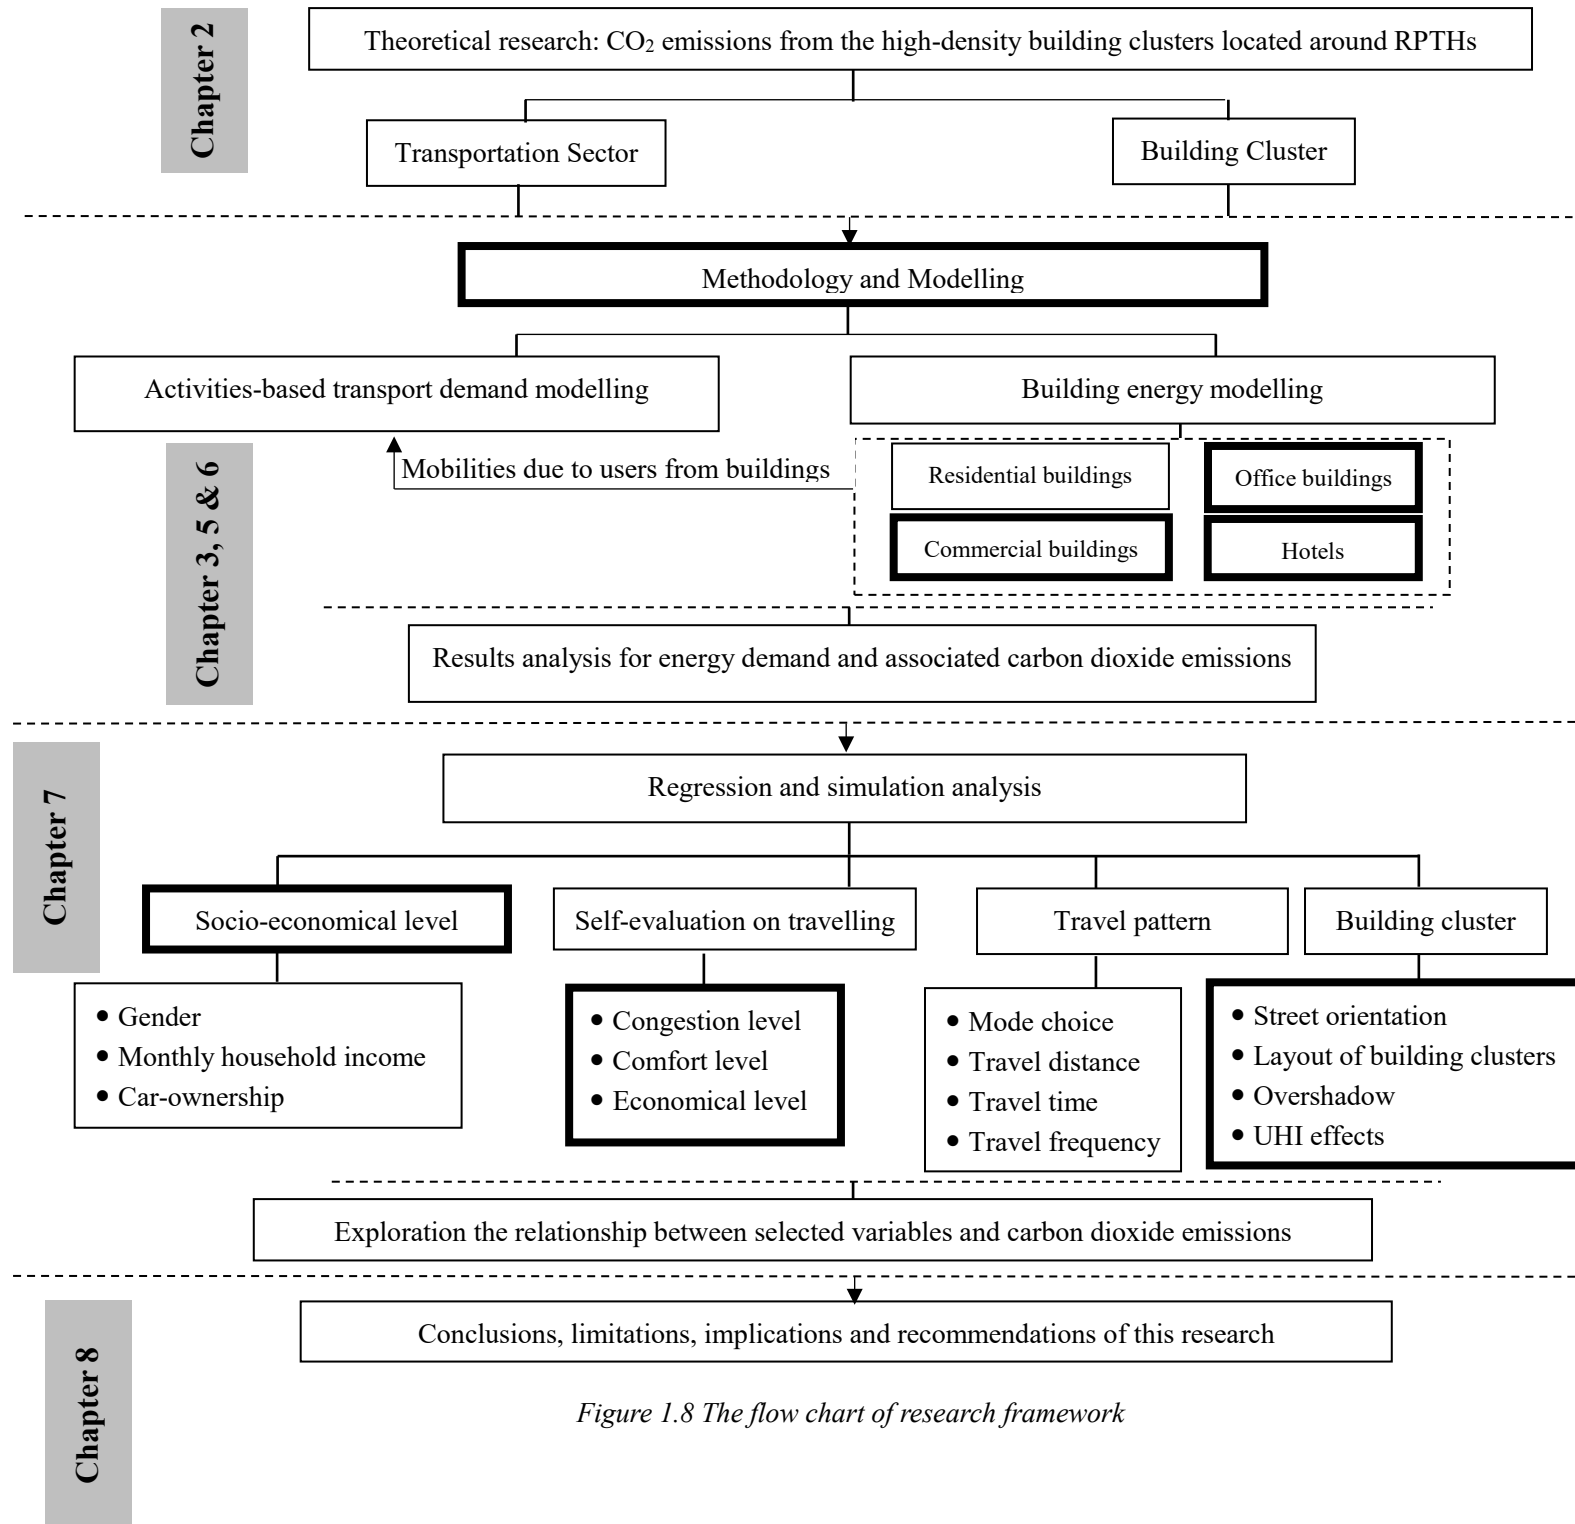 Chapter 2
Theoretical research: CO₂ emissions from the high-density building clusters located around RPTHs
Transportation Sector
Building Cluster
Methodology and Modelling
Activities-based transport demand modelling
Building energy modelling
Chapter 3, 5 & 6
Mobilities due to users from buildings
Residential buildings
Office buildings
Commercial buildings
Hotels
Results analysis for energy demand and associated carbon dioxide emissions
Chapter 7
Regression and simulation analysis
Socio-economical level
Self-evaluation on travelling
Travel pattern
Building cluster
• Gender
• Monthly household income
• Car-ownership
• Congestion level
• Comfort level
• Economical level
• Mode choice
• Travel distance
• Travel time
• Travel frequency
• Street orientation
• Layout of building clusters
• Overshadow
• UHI effects
Exploration the relationship between selected variables and carbon dioxide emissions
Chapter 8
Conclusions, limitations, implications and recommendations of this research
Figure 1.8 The flow chart of research framework